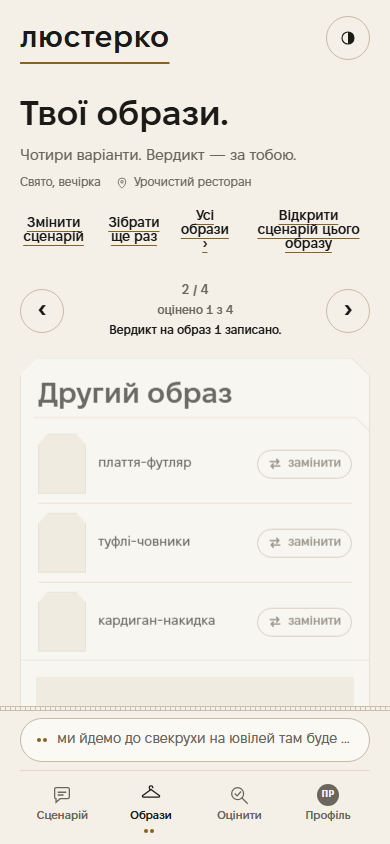 люстерко
Твої образи.
Чотири варіанти. Вердикт — за тобою.
Свято, вечірка Урочистий ресторан
Змінити
сценарій
Зібрати
ще раз
Усі
образи
›
Відкрити
сценарій цього
образу
‹
2 / 4
оцінено 1 з 4
Вердикт на образ 1 записано.
›
Другий образ
плаття-футляр
замінити
туфлі-човники
замінити
кардиган-накидка
замінити
ми йдемо до свекрухи на ювілей там буде ...
Сценарій
Образи
Оцінити
ПР
Профіль